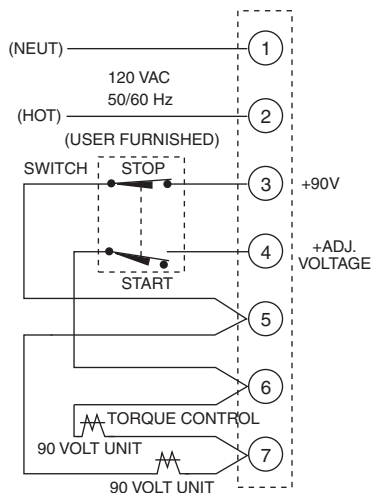 (NEUT)
1
120 VAC
50/60 Hz
(HOT)
2
(USER FURNISHED)
SWITCH
STOP
3
+90V
4
+ADJ.
VOLTAGE
START
5
6
TORQUE CONTROL
90 VOLT UNIT
7
90 VOLT UNIT